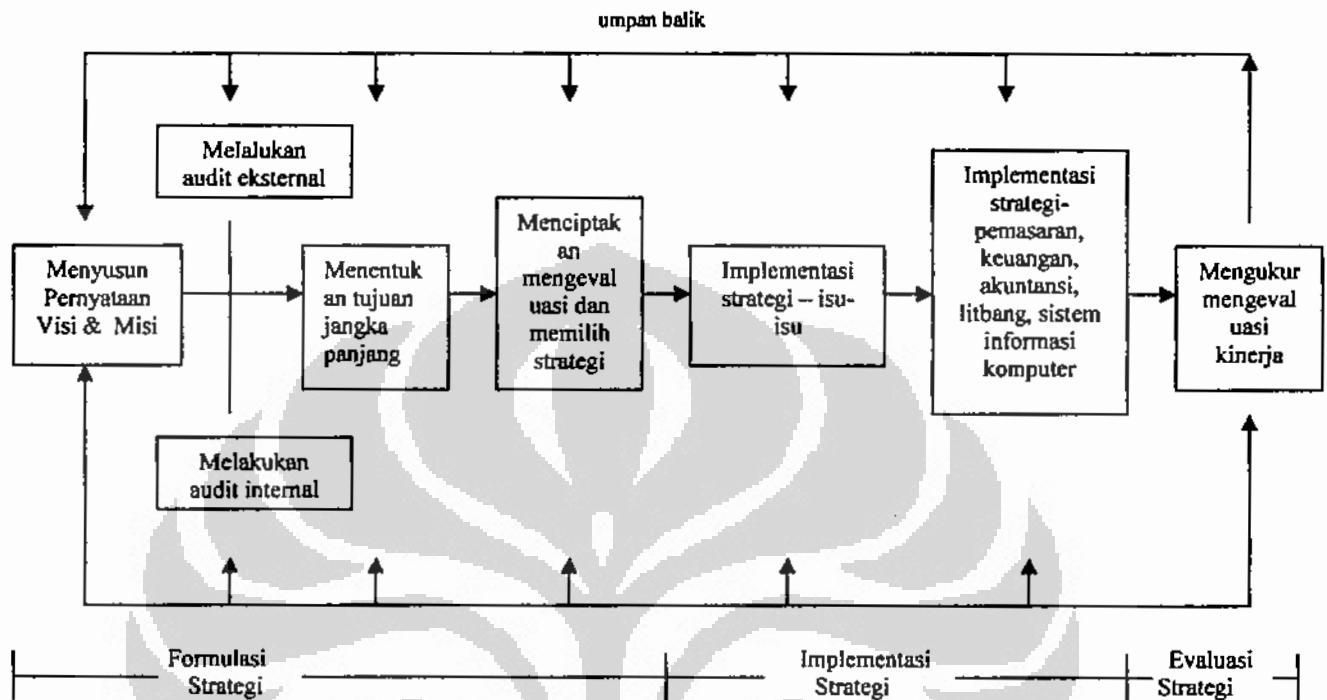 umpan balik
Melalukan
audit eksternal
Menyusun
Pernyataan
Visi & Misi
Melakukan
audit internal
Menentuk
an tujuan
jangka
panjang
Menciptak
an
mengeval
uasi dan
memilih
strategi
Implementasi
strategi – isu-
isu
Implementasi
strategi-
pemasaran,
keuangan,
akuntansi,
litbang, sistem
informasi
komputer
Mengukur
mengeval
uasi
kinerja
Formulasi
Strategi
Implementasi
Strategi
Evaluasi
Strategi